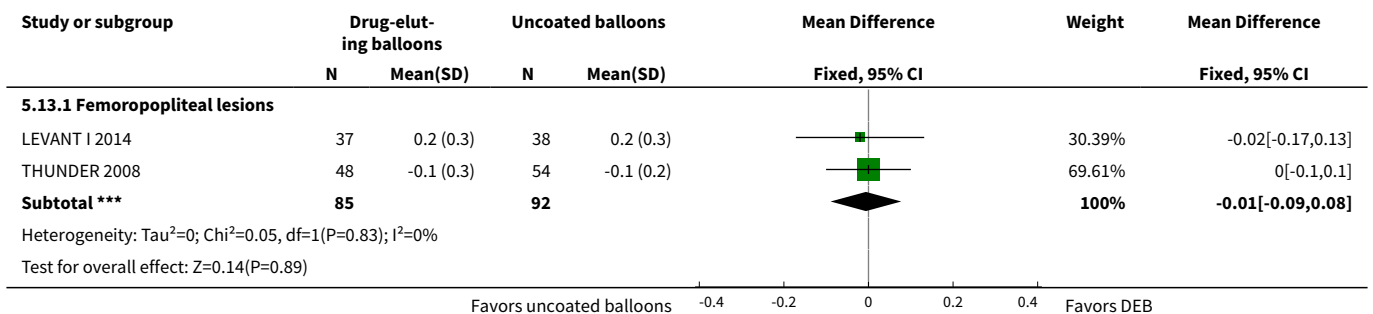 Study or subgroup Drug-elut- Uncoated balloons Mean Difference Weight Mean Difference
ing balloons
N Mean(SD) N Mean(SD) Fixed, 95% CI Fixed, 95% CI
5.13.1 Femoropopliteal lesions
LEVANT I 2014 37 0.2 (0.3) 38 0.2 (0.3) 30.39% -0.02[-0.17,0.13]
THUNDER 2008 48 -0.1 (0.3) 54 -0.1 (0.2) 69.61% 0[-0.1,0.1]
Subtotal *** 85 92 100% -0.01[-0.09,0.08]
Heterogeneity: Tau²=0; Chi²=0.05, df=1(P=0.83); I²=0%
Test for overall effect: Z=0.14(P=0.89)
Favors uncoated balloons -0.4 -0.2 0 0.2 0.4 Favors DEB